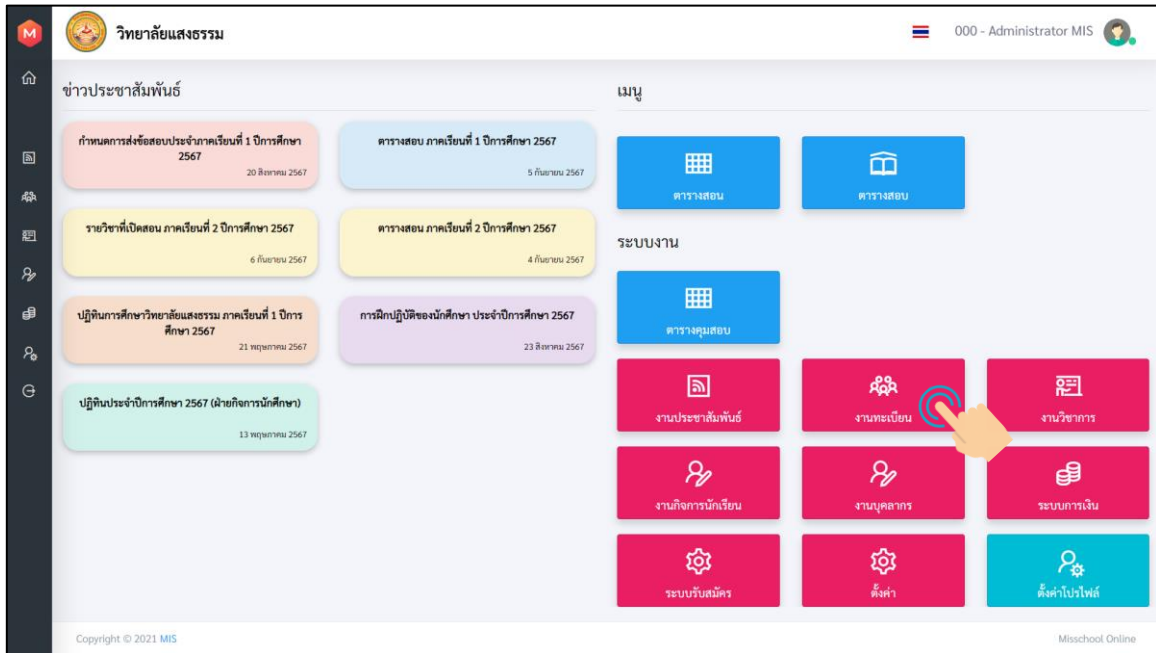 M
วิทยาลัยแสงธรรม
000 - Administrator MIS
ข่าวประชาสัมพันธ์
กำหนดการส่งข้อสอบประจำภาคเรียนที่ 1 ปีการศึกษา
2567
20 สิงหาคม 2567
ตารางสอบ ภาคเรียนที่ 1 ปีการศึกษา 2567
5 กันยายน 2567
รายวิชาที่เปิดสอน ภาคเรียนที่ 2 ปีการศึกษา 2567
6 กันยายน 2567
ตารางสอน ภาคเรียนที่ 2 ปีการศึกษา 2567
4 กันยายน 2567
ปฏิทินการศึกษาวิทยาลัยแสงธรรม ภาคเรียนที่ 1 ปีการ
ศึกษา 2567
21 พฤษภาคม 2567
การฝึกปฏิบัติของนักศึกษา ประจำปีการศึกษา 2567
23 สิงหาคม 2567
ปฏิทินประจำปีการศึกษา 2567 (ฝ่ายกิจการนักศึกษา)
13 พฤษภาคม 2567
เมนู
ตารางสอน
ตารางสอบ
ระบบงาน
ตารางคุมสอบ
งานประชาสัมพันธ์
งานทะเบียน
งานวิชาการ
งานกิจการนักเรียน
งานบุคลากร
ระบบการเงิน
ระบบรับสมัคร
ตั้งค่า
ตั้งค่าโปรไฟล์
Copyright © 2021 MIS
Misschool Online